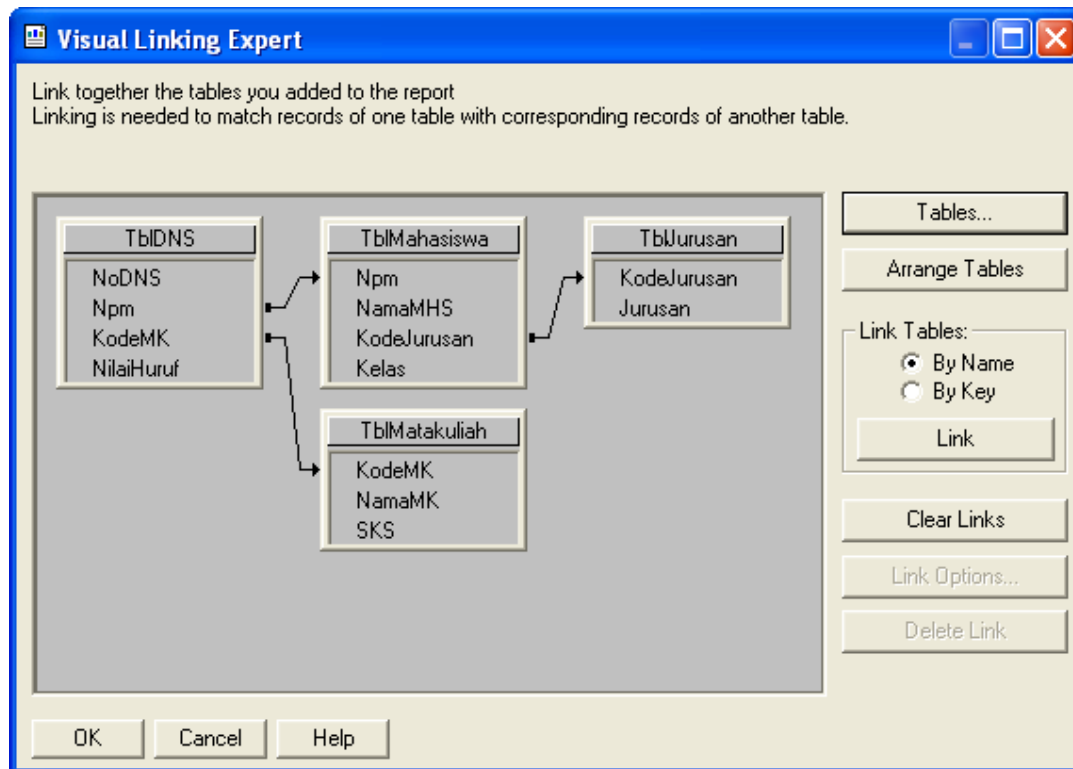 Visual Linking Expert
Link together the tables you added to the report
Linking is needed to match records of one table with corresponding records of another table.
TblDNS
NoDNS
Npm
KodeMK
NilaiHuruf
TblMahasiswa
Npm
NamaMHS
KodeJurusan
Kelas
TblJurusan
KodeJurusan
Jurusan
TblMatakuliah
KodeMK
NamaMK
SKS
Tables...
Arrange Tables
Link Tables:
By Name
By Key
Link
Clear Links
Link Options...
Delete Link
OK
Cancel
Help